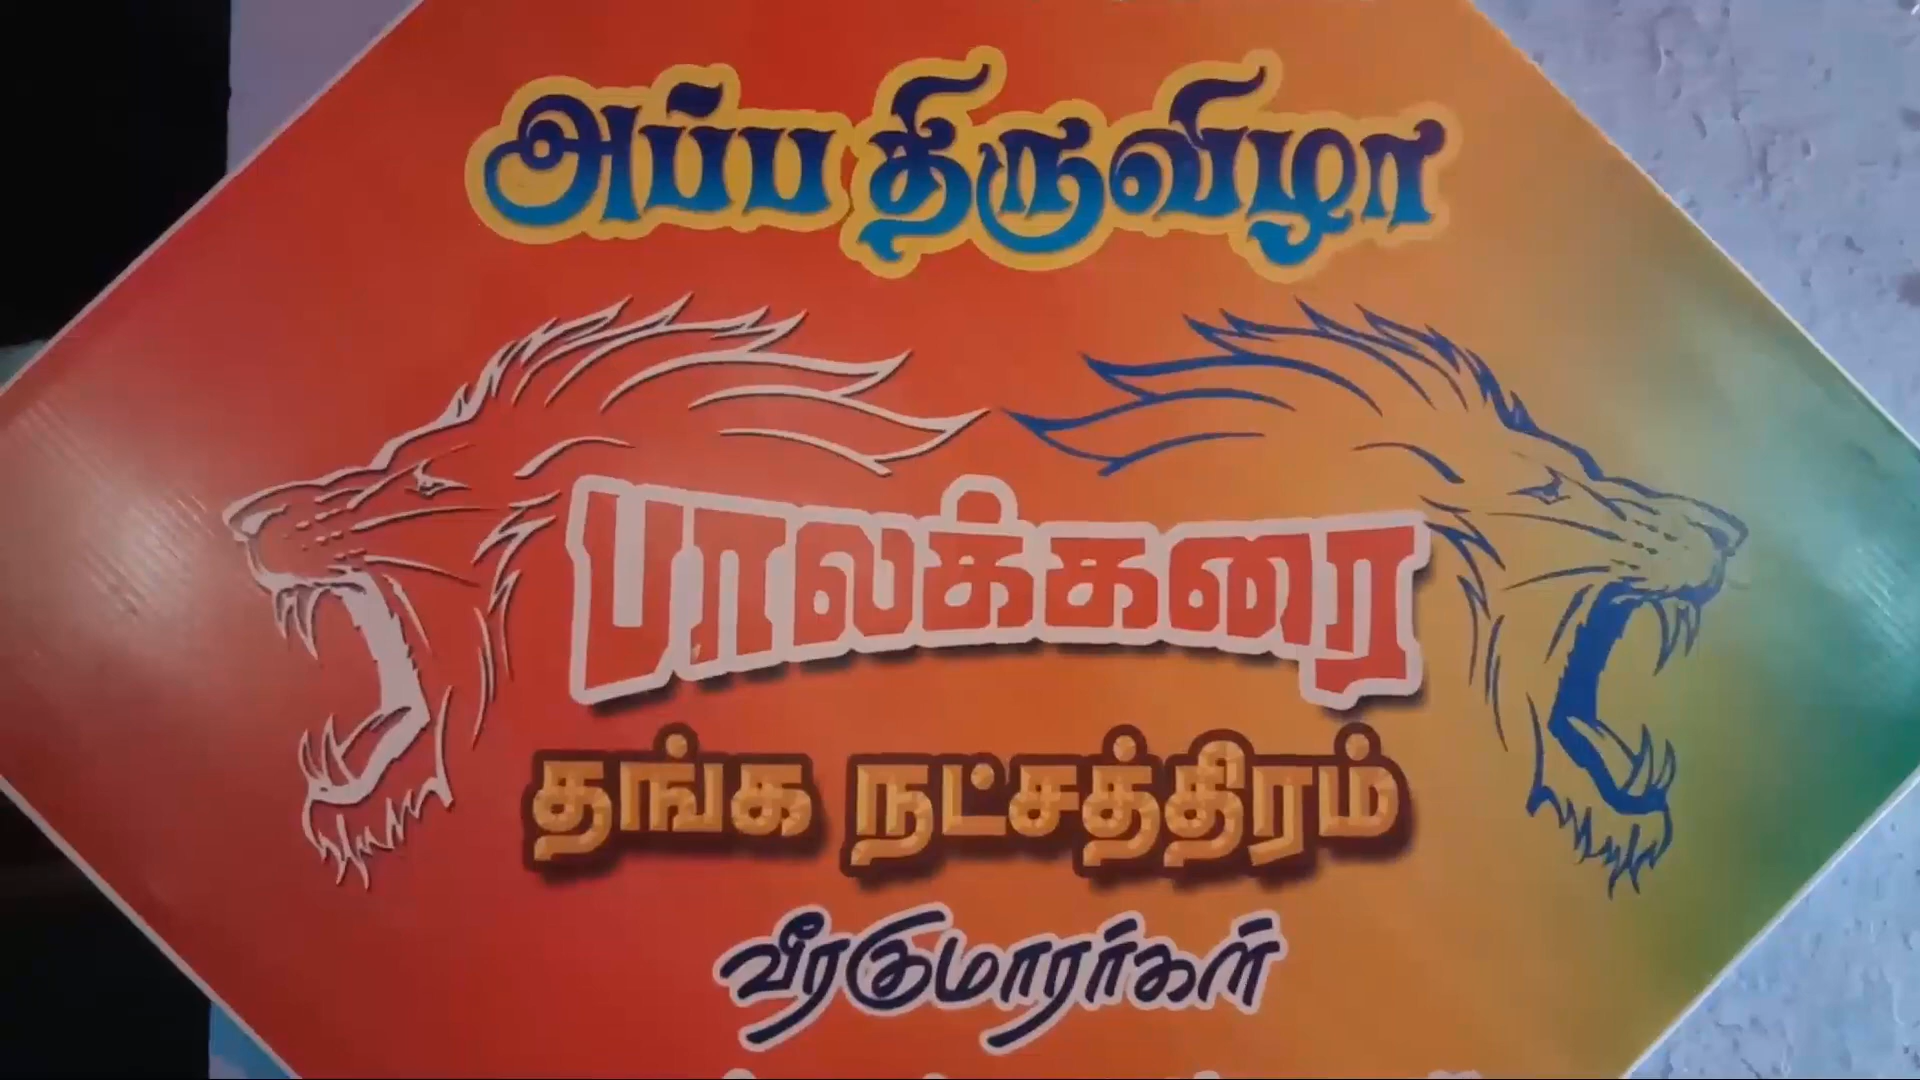 அப்ப திருவிழா
பாலக்கரை
தங்க நட்சத்திரம்
வீரகுமாரர்கள்